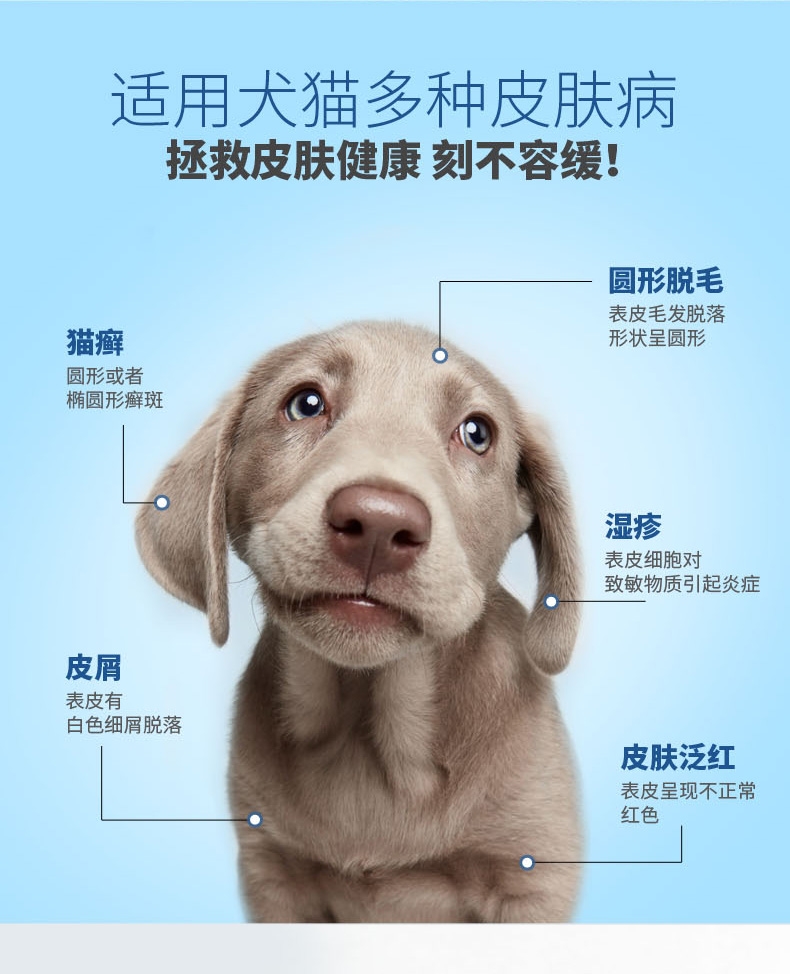 适用犬猫多种皮肤病
拯救皮肤健康 刻不容缓！
圆形脱毛
表皮毛发脱落
形状呈圆形
猫癣
圆形或者
椭圆形癣斑
湿疹
表皮细胞对
致敏物质引起炎症
皮屑
表皮有
白色细屑脱落
皮肤泛红
表皮呈现不正常
红色